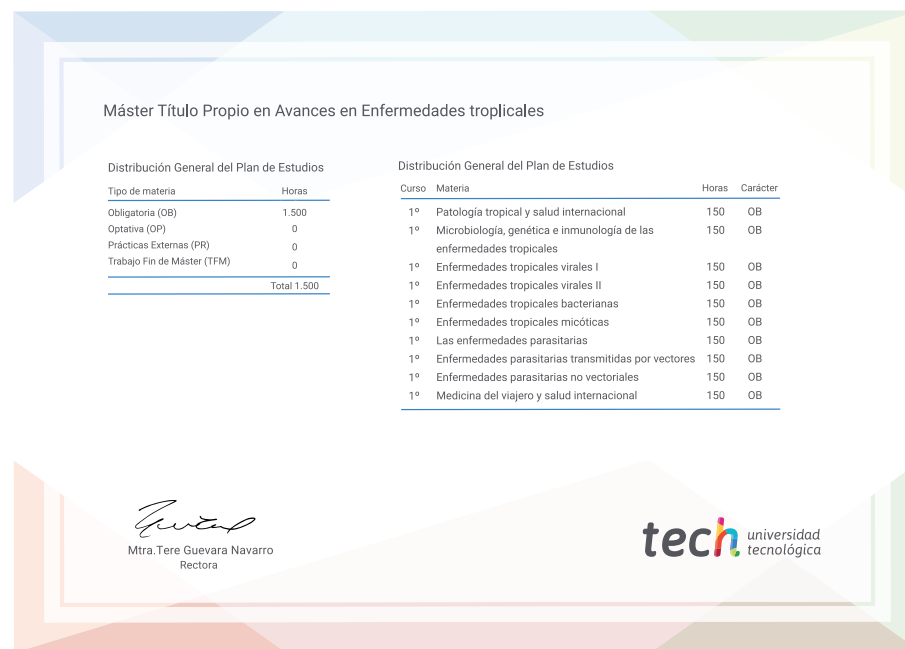 Máster Título Propio en Avances en Enfermedades troplicales
Distribución General del Plan de Estudios
Tipo de materia Horas
Obligatoria (OB) 1.500
Optativa (OP) 0
Prácticas Externas (PR) 0
Trabajo Fin de Máster (TFM) 0
Total 1.500
Distribución General del Plan de Estudios
Curso Materia Horas Carácter
1º Patología tropical y salud internacional 150 OB
1º Microbiología, genética e inmunología de las 150 OB
enfermedades tropicales
1º Enfermedades tropicales virales I 150 OB
1º Enfermedades tropicales virales II 150 OB
1º Enfermedades tropicales bacterianas 150 OB
1º Enfermedades tropicales micóticas 150 OB
1º Las enfermedades parasitarias 150 OB
1º Enfermedades parasitarias transmitidas por vectores 150 OB
1º Enfermedades parasitarias no vectoriales 150 OB
1º Medicina del viajero y salud internacional 150 OB
Mtra.Tere Guevara Navarro
Rectora
tech universidad
tecnológica